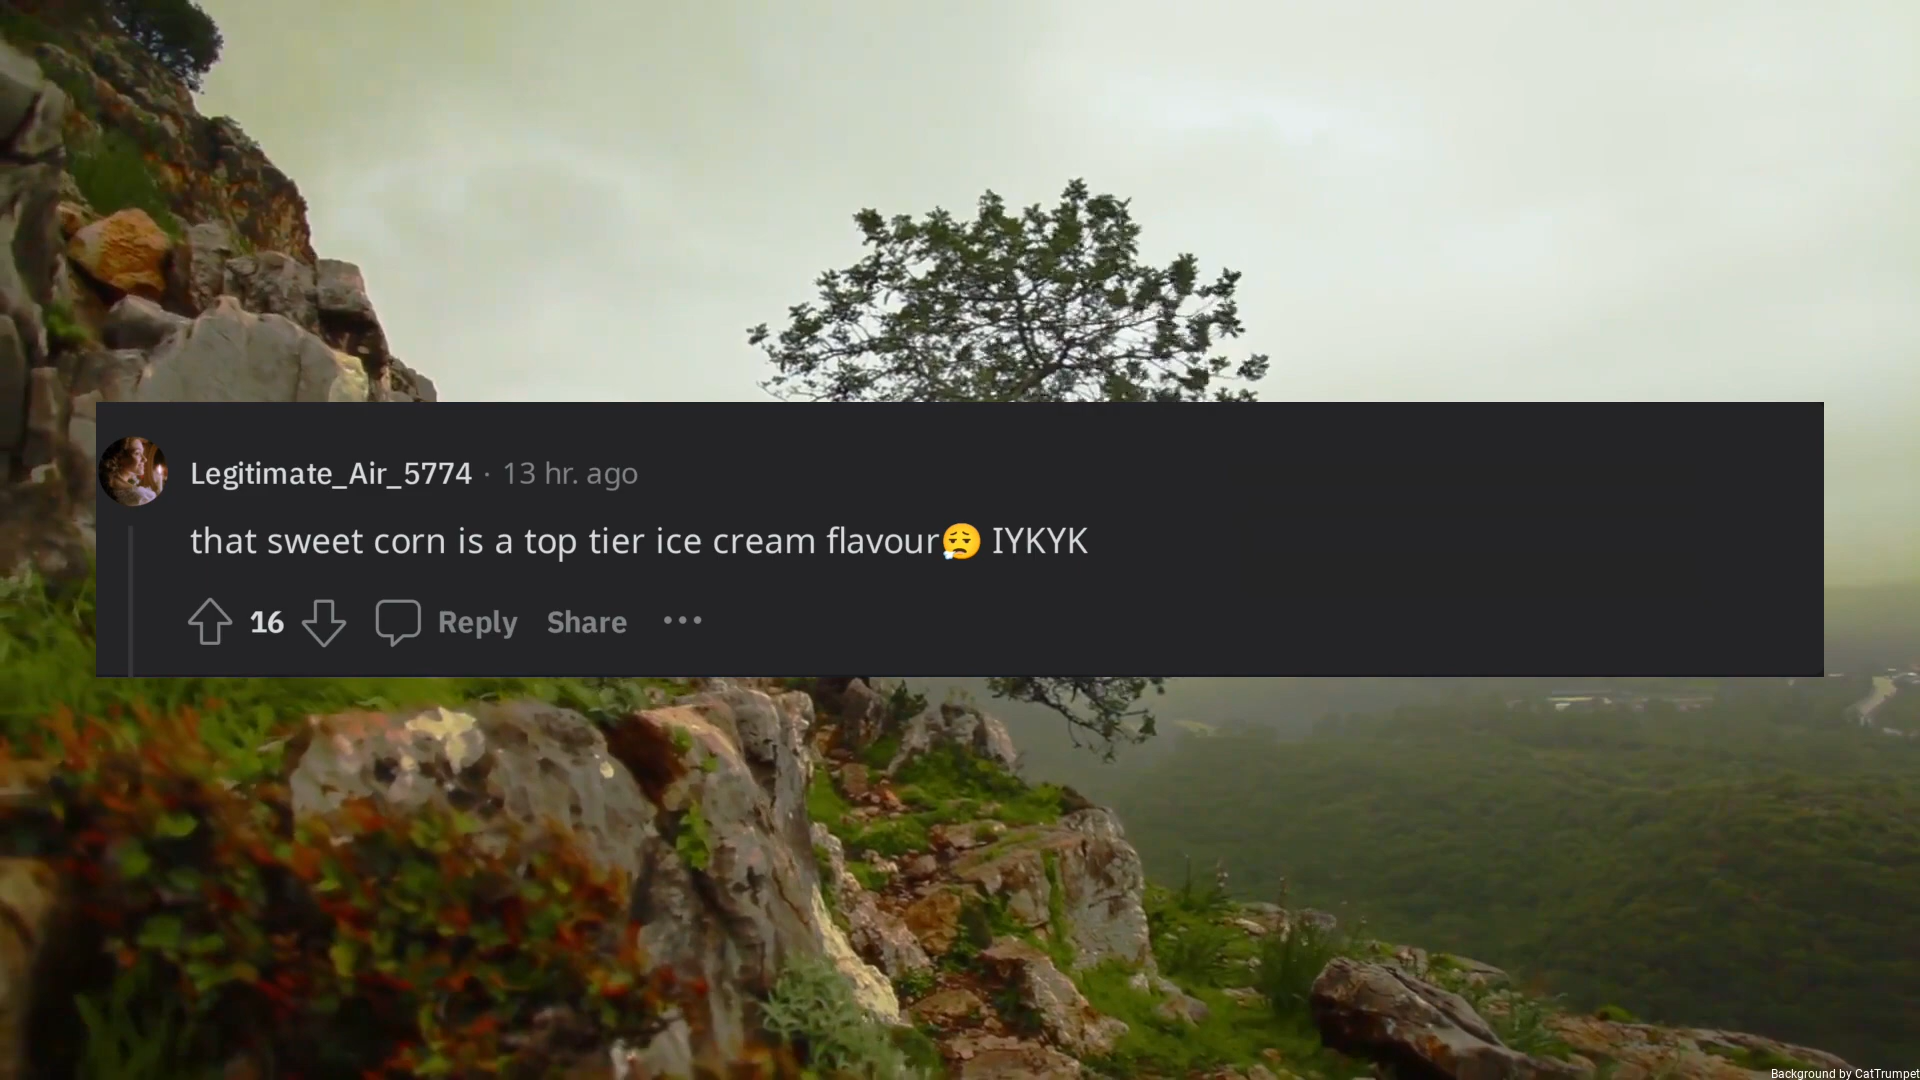 Legitimate_Air_5774 · 13 hr. ago
that sweet corn is a top tier ice cream flavour😮‍💨 IYKYK
16 Reply Share ···
Background by CatTrumpet